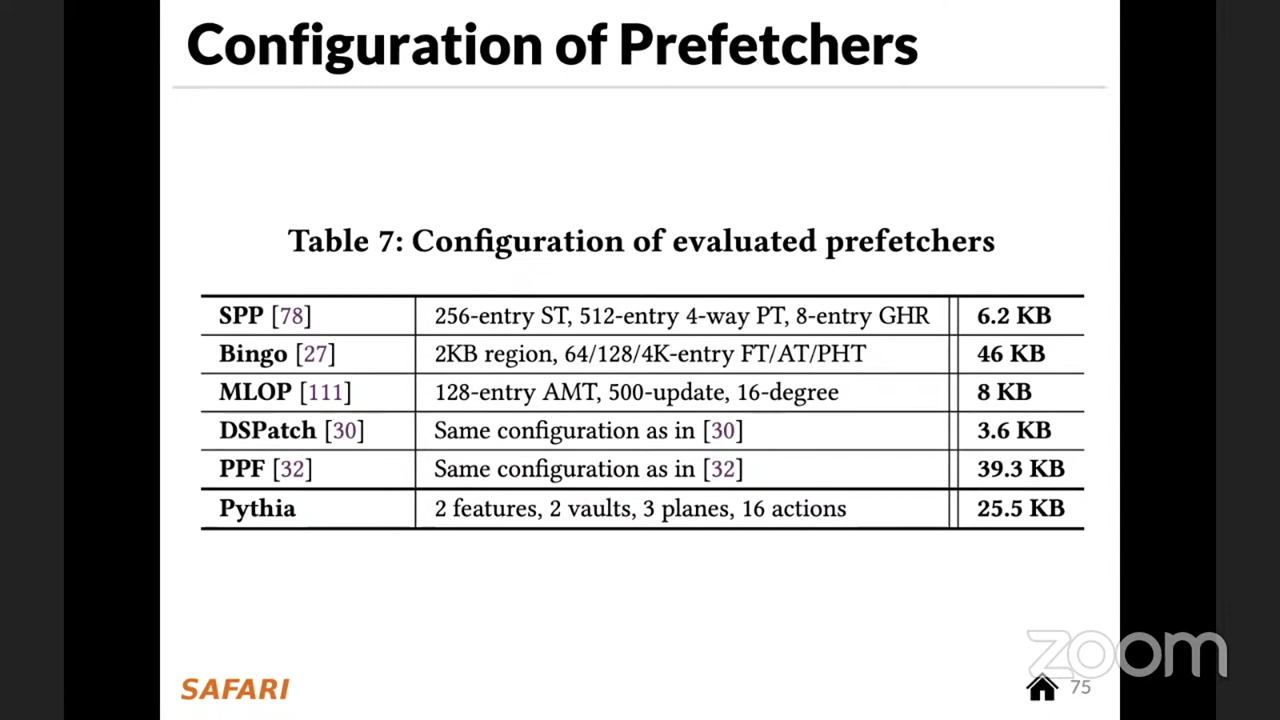 Configuration of Prefetchers
Table 7: Configuration of evaluated prefetchers
SPP [78] 256-entry ST, 512-entry 4-way PT, 8-entry GHR 6.2 KB
Bingo [27] 2KB region, 64/128/4K-entry FT/AT/PHT 46 KB
MLOP [111] 128-entry AMT, 500-update, 16-degree 8 KB
DSPatch [30] Same configuration as in [30] 3.6 KB
PPF [32] Same configuration as in [32] 39.3 KB
Pythia 2 features, 2 vaults, 3 planes, 16 actions 25.5 KB
zoom
SAFARI 75